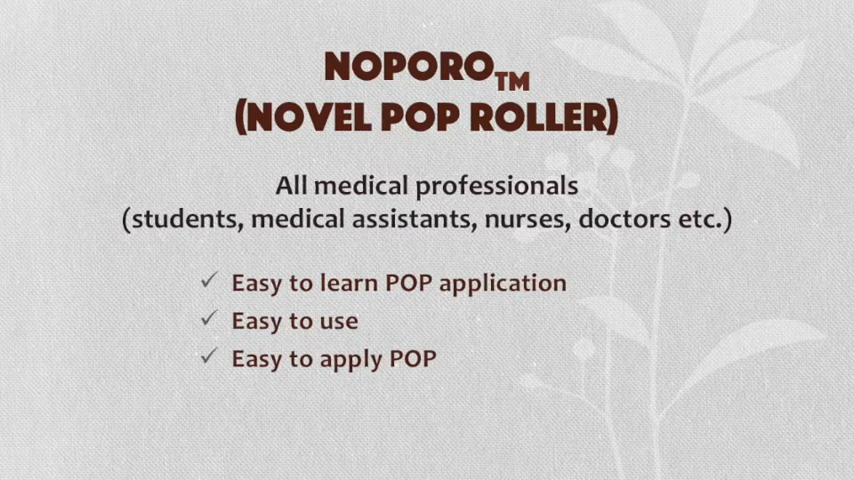 NOPORO™
(NOVEL POP ROLLER)
All medical professionals
(students, medical assistants, nurses, doctors etc.)
✓ Easy to learn POP application
✓ Easy to use
✓ Easy to apply POP